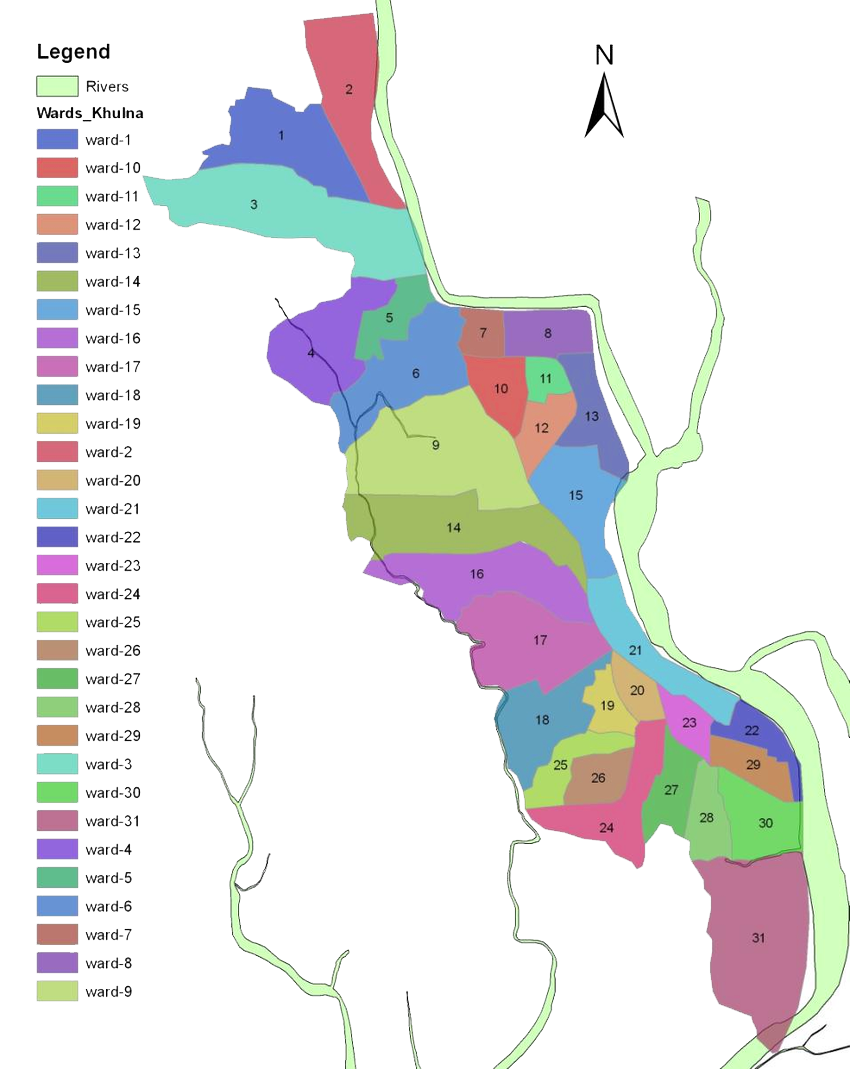 Legend
Rivers
Wards_Khulna
ward-1
ward-10
ward-11
ward-12
ward-13
ward-14
ward-15
ward-16
ward-17
ward-18
ward-19
ward-2
ward-20
ward-21
ward-22
ward-23
ward-24
ward-25
ward-26
ward-27
ward-28
ward-29
ward-3
ward-30
ward-31
ward-4
ward-5
ward-6
ward-7
ward-8
ward-9
N
2
1
3
5
7
8
4
6
11
10
13
12
9
15
14
16
17
21
20
19
18
23
22
25
29
26
27
28
30
24
31